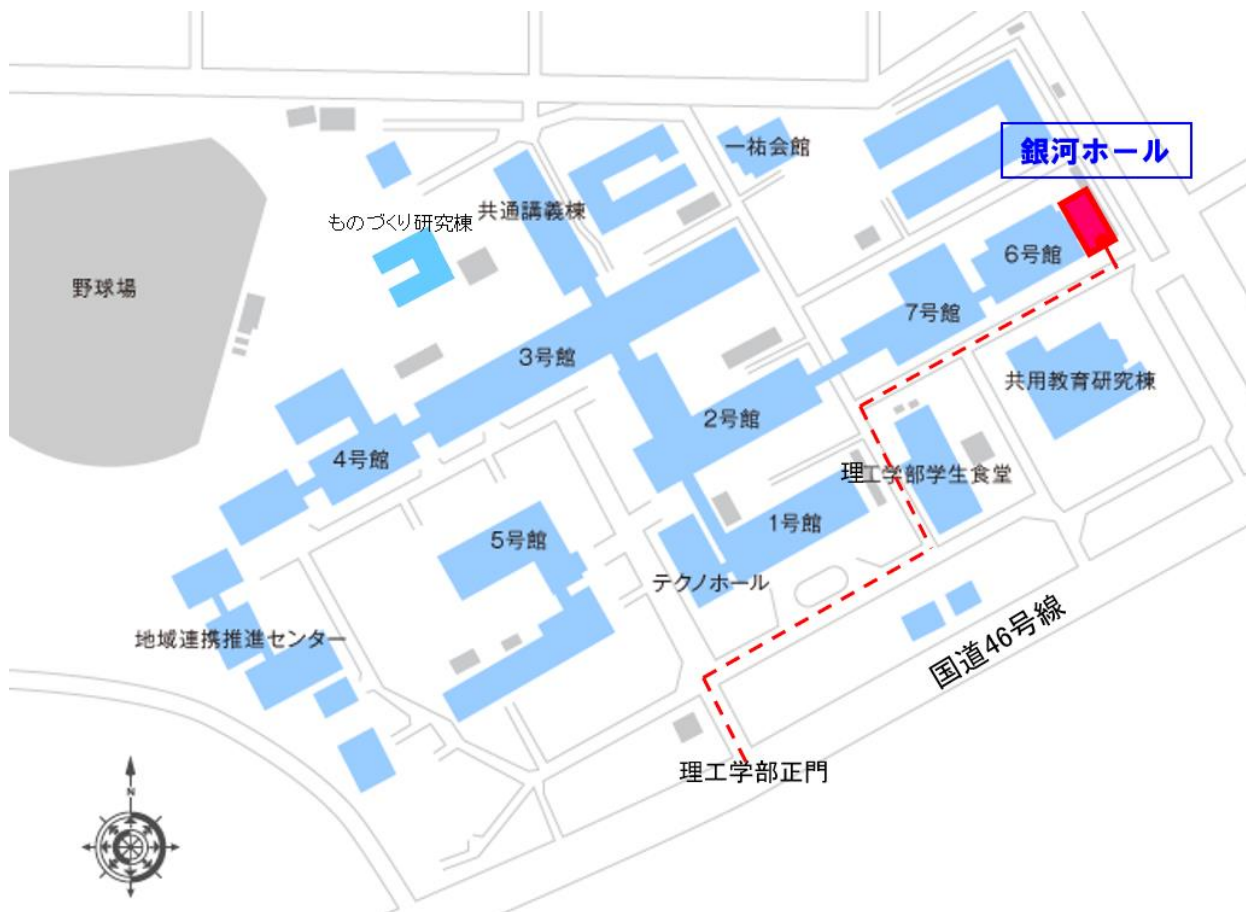 一祐会館
銀河ホール
共通講義棟
ものづくり研究棟
6号館
野球場
7号館
3号館
共用教育研究棟
2号館
4号館
理工学部学生食堂
1号館
5号館
テクノホール
地域連携推進センター
国道46号線
理工学部正門
N